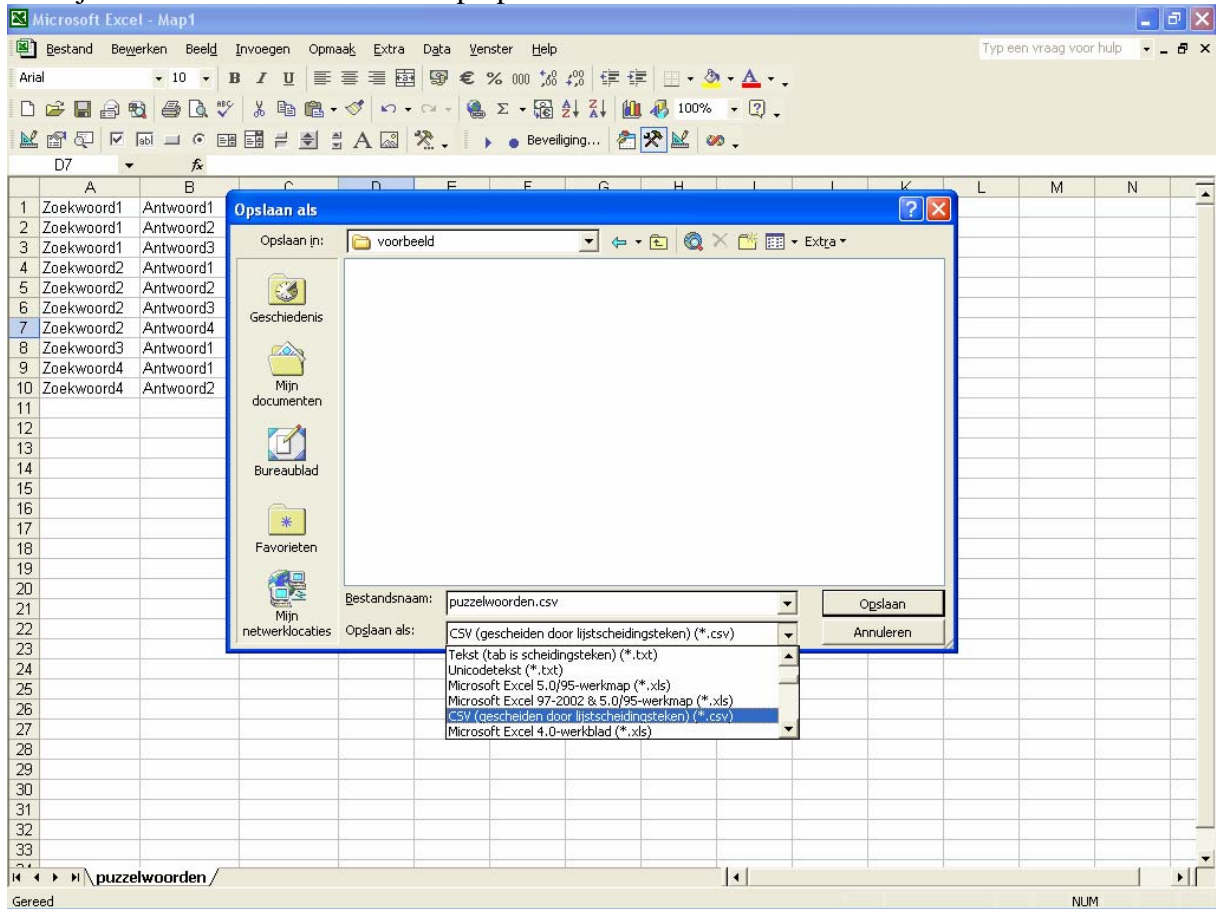 Microsoft Excel - Map1
Bestand Bewerken Beeld Invoegen Opmaak Extra Data Venster Help Typ een vraag voor hulp
Arial 10 B I U € % 000
abc Σ 100%
abl A Beveiliging...
D7 fx
A B C D E F G H I J K L M N
1 Zoekwoord1 Antwoord1
2 Zoekwoord1 Antwoord2
3 Zoekwoord1 Antwoord3
4 Zoekwoord2 Antwoord1
5 Zoekwoord2 Antwoord2
6 Zoekwoord2 Antwoord3
7 Zoekwoord2 Antwoord4
8 Zoekwoord3 Antwoord1
9 Zoekwoord4 Antwoord1
10 Zoekwoord4 Antwoord2
11
12
13
14
15
16
17
18
19
20
21
22
23
24
25
26
27
28
29
30
31
32
33
Opslaan als
Opslaan in: voorbeeld Extra
Geschiedenis
Mijn
documenten
Bureaublad
Favorieten
Mijn
netwerklocaties
Bestandsnaam: puzzelwoorden.csv Opslaan
Opslaan als: CSV (gescheiden door lijstscheidingsteken) (*.csv) Annuleren
Tekst (tab is scheidingsteken) (*.txt)
Unicodetekst (*.txt)
Microsoft Excel 5.0/95-werkmap (*.xls)
Microsoft Excel 97-2002 & 5.0/95-werkmap (*.xls)
CSV (gescheiden door lijstscheidingsteken) (*.csv)
Microsoft Excel 4.0-werkblad (*.xls)
puzzelwoorden
Gereed NUM